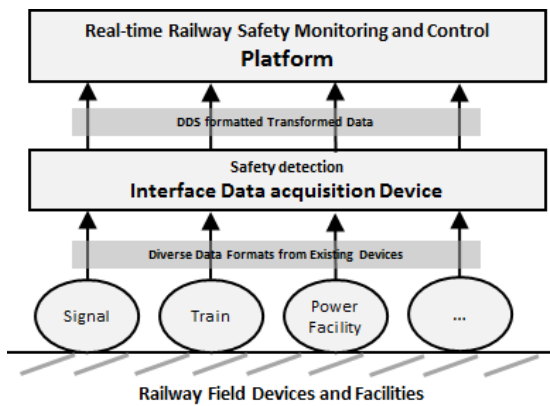 Real-time Railway Safety Monitoring and Control
Platform
DDS formatted Transformed Data
Safety detection
Interface Data acquisition Device
Diverse Data Formats from Existing Devices
Signal
Train
Power
Facility
...
Railway Field Devices and Facilities